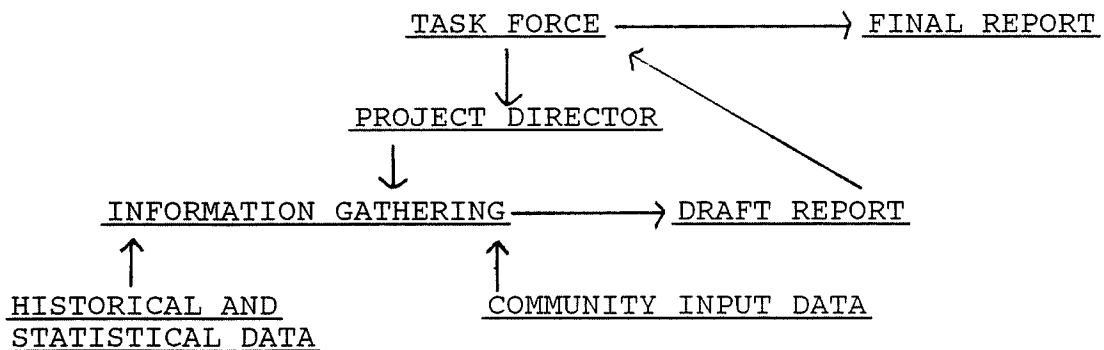 TASK FORCE
FINAL REPORT
PROJECT DIRECTOR
INFORMATION GATHERING
DRAFT REPORT
HISTORICAL AND
STATISTICAL DATA
COMMUNITY INPUT DATA